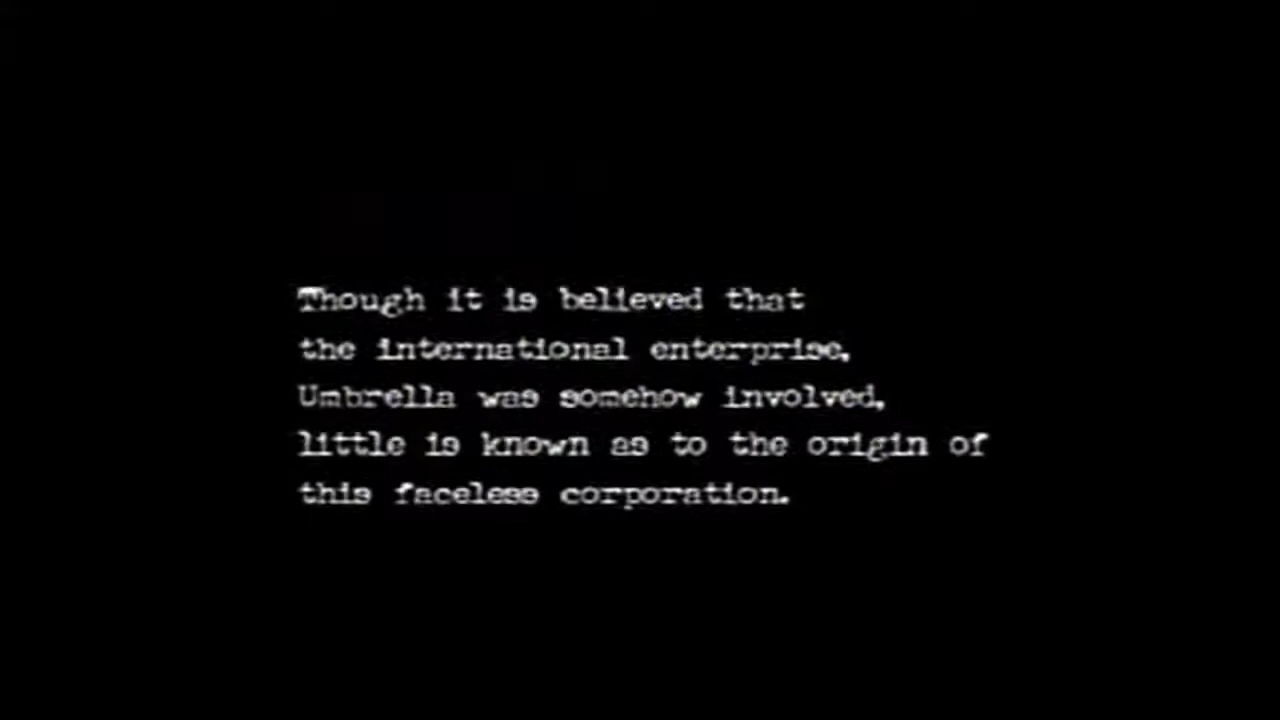 Though it is believed that
the international enterprise,
Umbrella was somehow involved,
little is known as to the origin of
this faceless corporation.